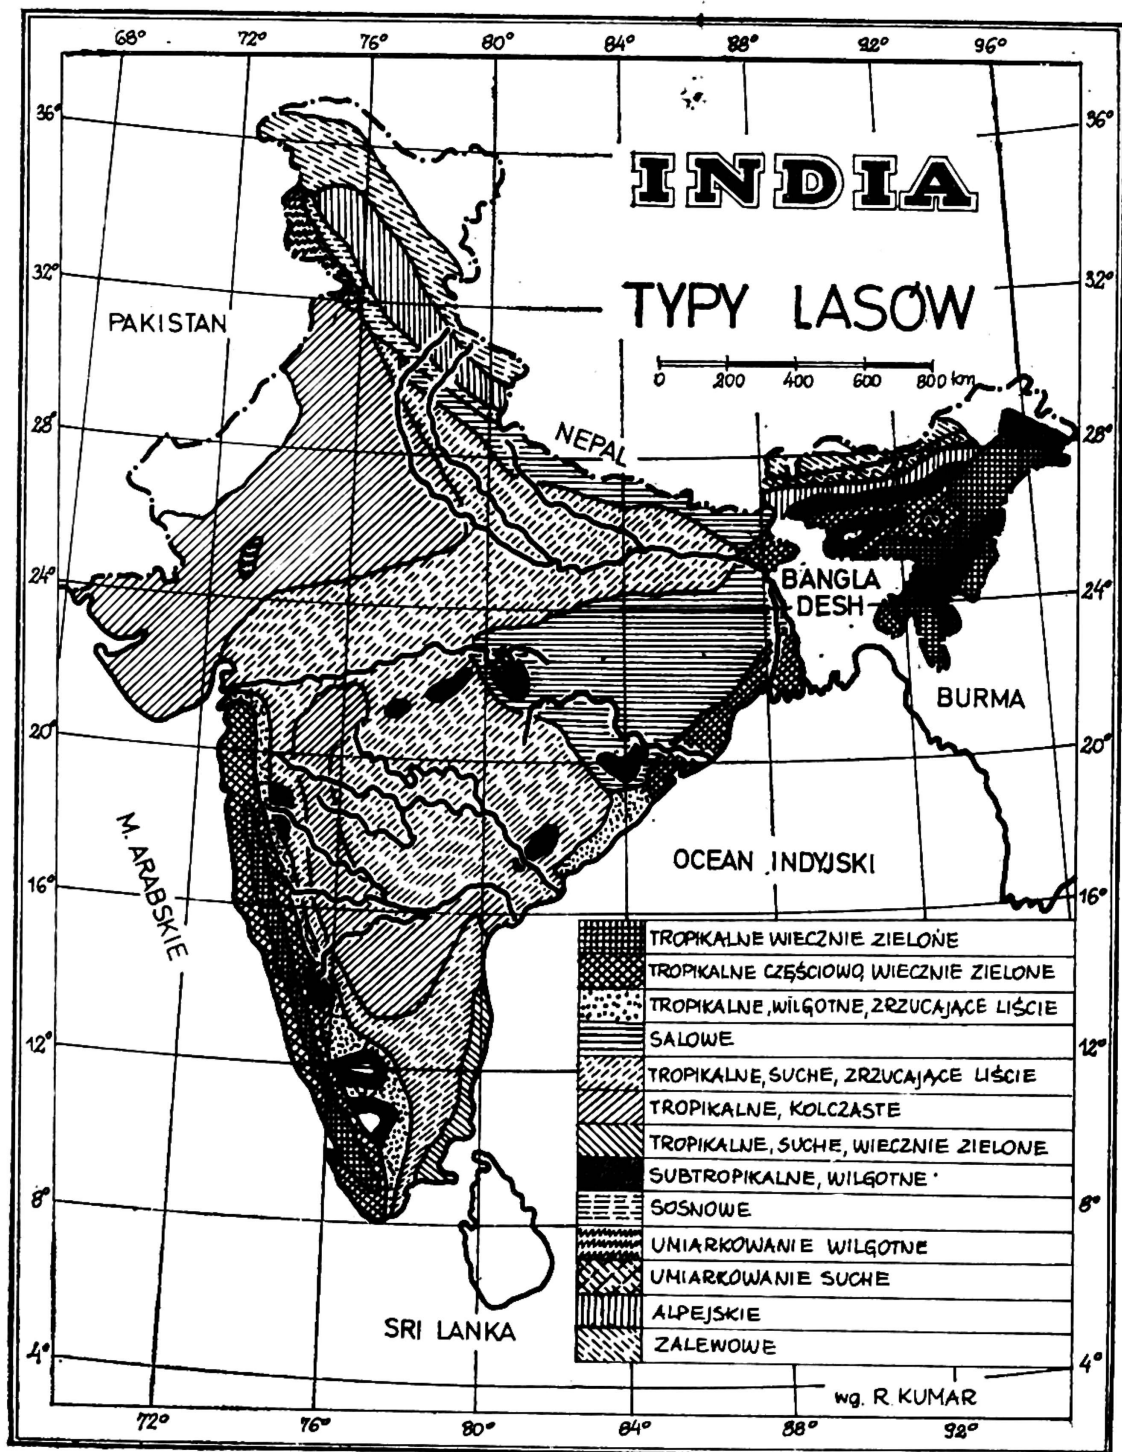 68° 72° 76° 80° 84° 88° 92° 96°
36° 36°
INDIA
32° 32°
PAKISTAN
TYPY LASÓW
0 200 400 600 800 km
28° 28°
NEPAL
24° 24°
BANGLA
DESH
BURMA
20° 20°
M. ARABSKIE
OCEAN INDYJSKI
16° 16°
TROPIKALNE WIECZNIE ZIELONE
TROPIKALNE CZĘŚCIOWO, WIECZNIE ZIELONE
TROPIKALNE, WILGOTNE, ZRZUCAJĄCE LIŚCIE
SALOWE
12° 12°
TROPIKALNE, SUCHE, ZRZUCAJĄCE LIŚCIE
TROPIKALNE, KOLCZASTE
TROPIKALNE, SUCHE, WIECZNIE ZIELONE
SUBTROPIKALNE, WILGOTNE
8° 8°
SOSNOWE
UMIARKOWANIE WILGOTNE
UMIARKOWANIE SUCHE
ALPEJSKIE
SRI LANKA
ZALEWOWE
4° 4°
wg. R. KUMAR
72° 76° 80° 84° 88° 92°